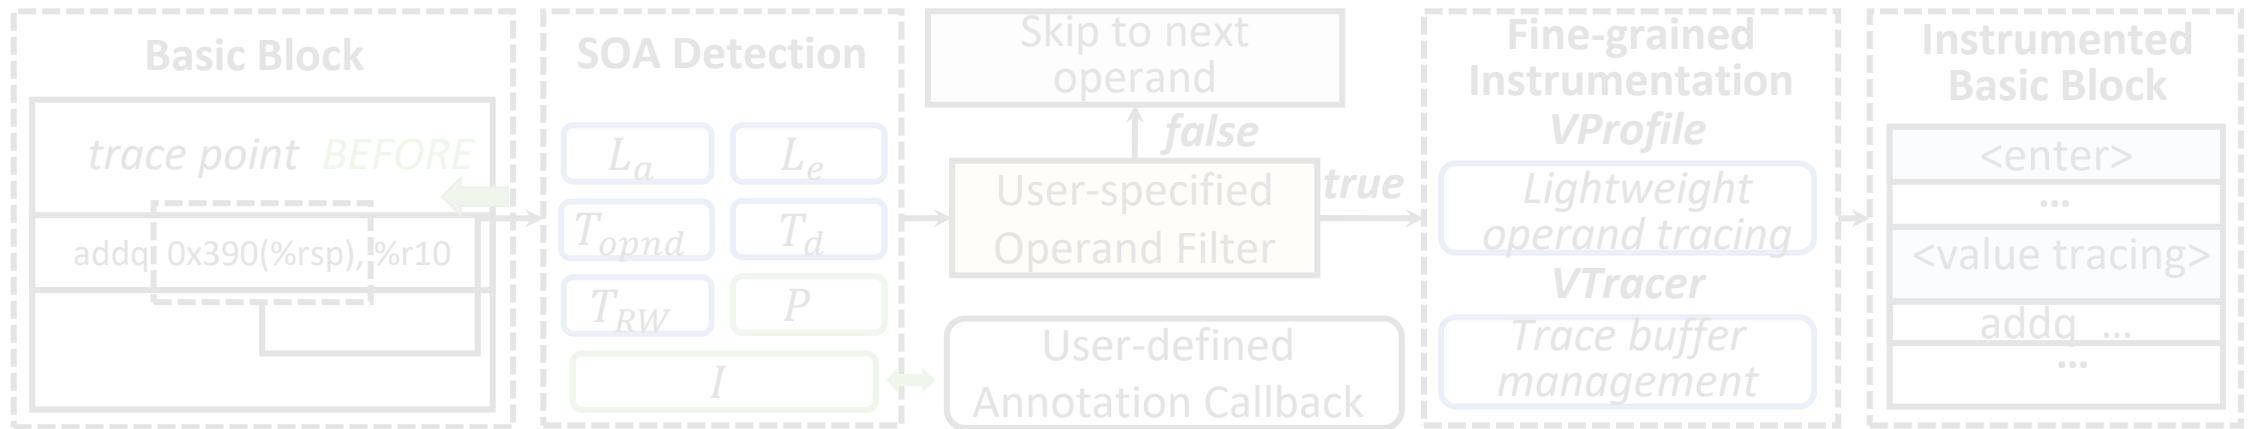 Basic Block
trace point BEFORE
addq 0x390(%rsp), %r10
SOA Detection
L_a
L_e
T_opnd
T_d
T_RW
P
I
Skip to next
operand
false
User-specified
Operand Filter
true
User-defined
Annotation Callback
Fine-grained
Instrumentation
VProfile
Lightweight
operand tracing
VTracer
Trace buffer
management
Instrumented
Basic Block
<enter>
...
<value tracing>
addq ...
...